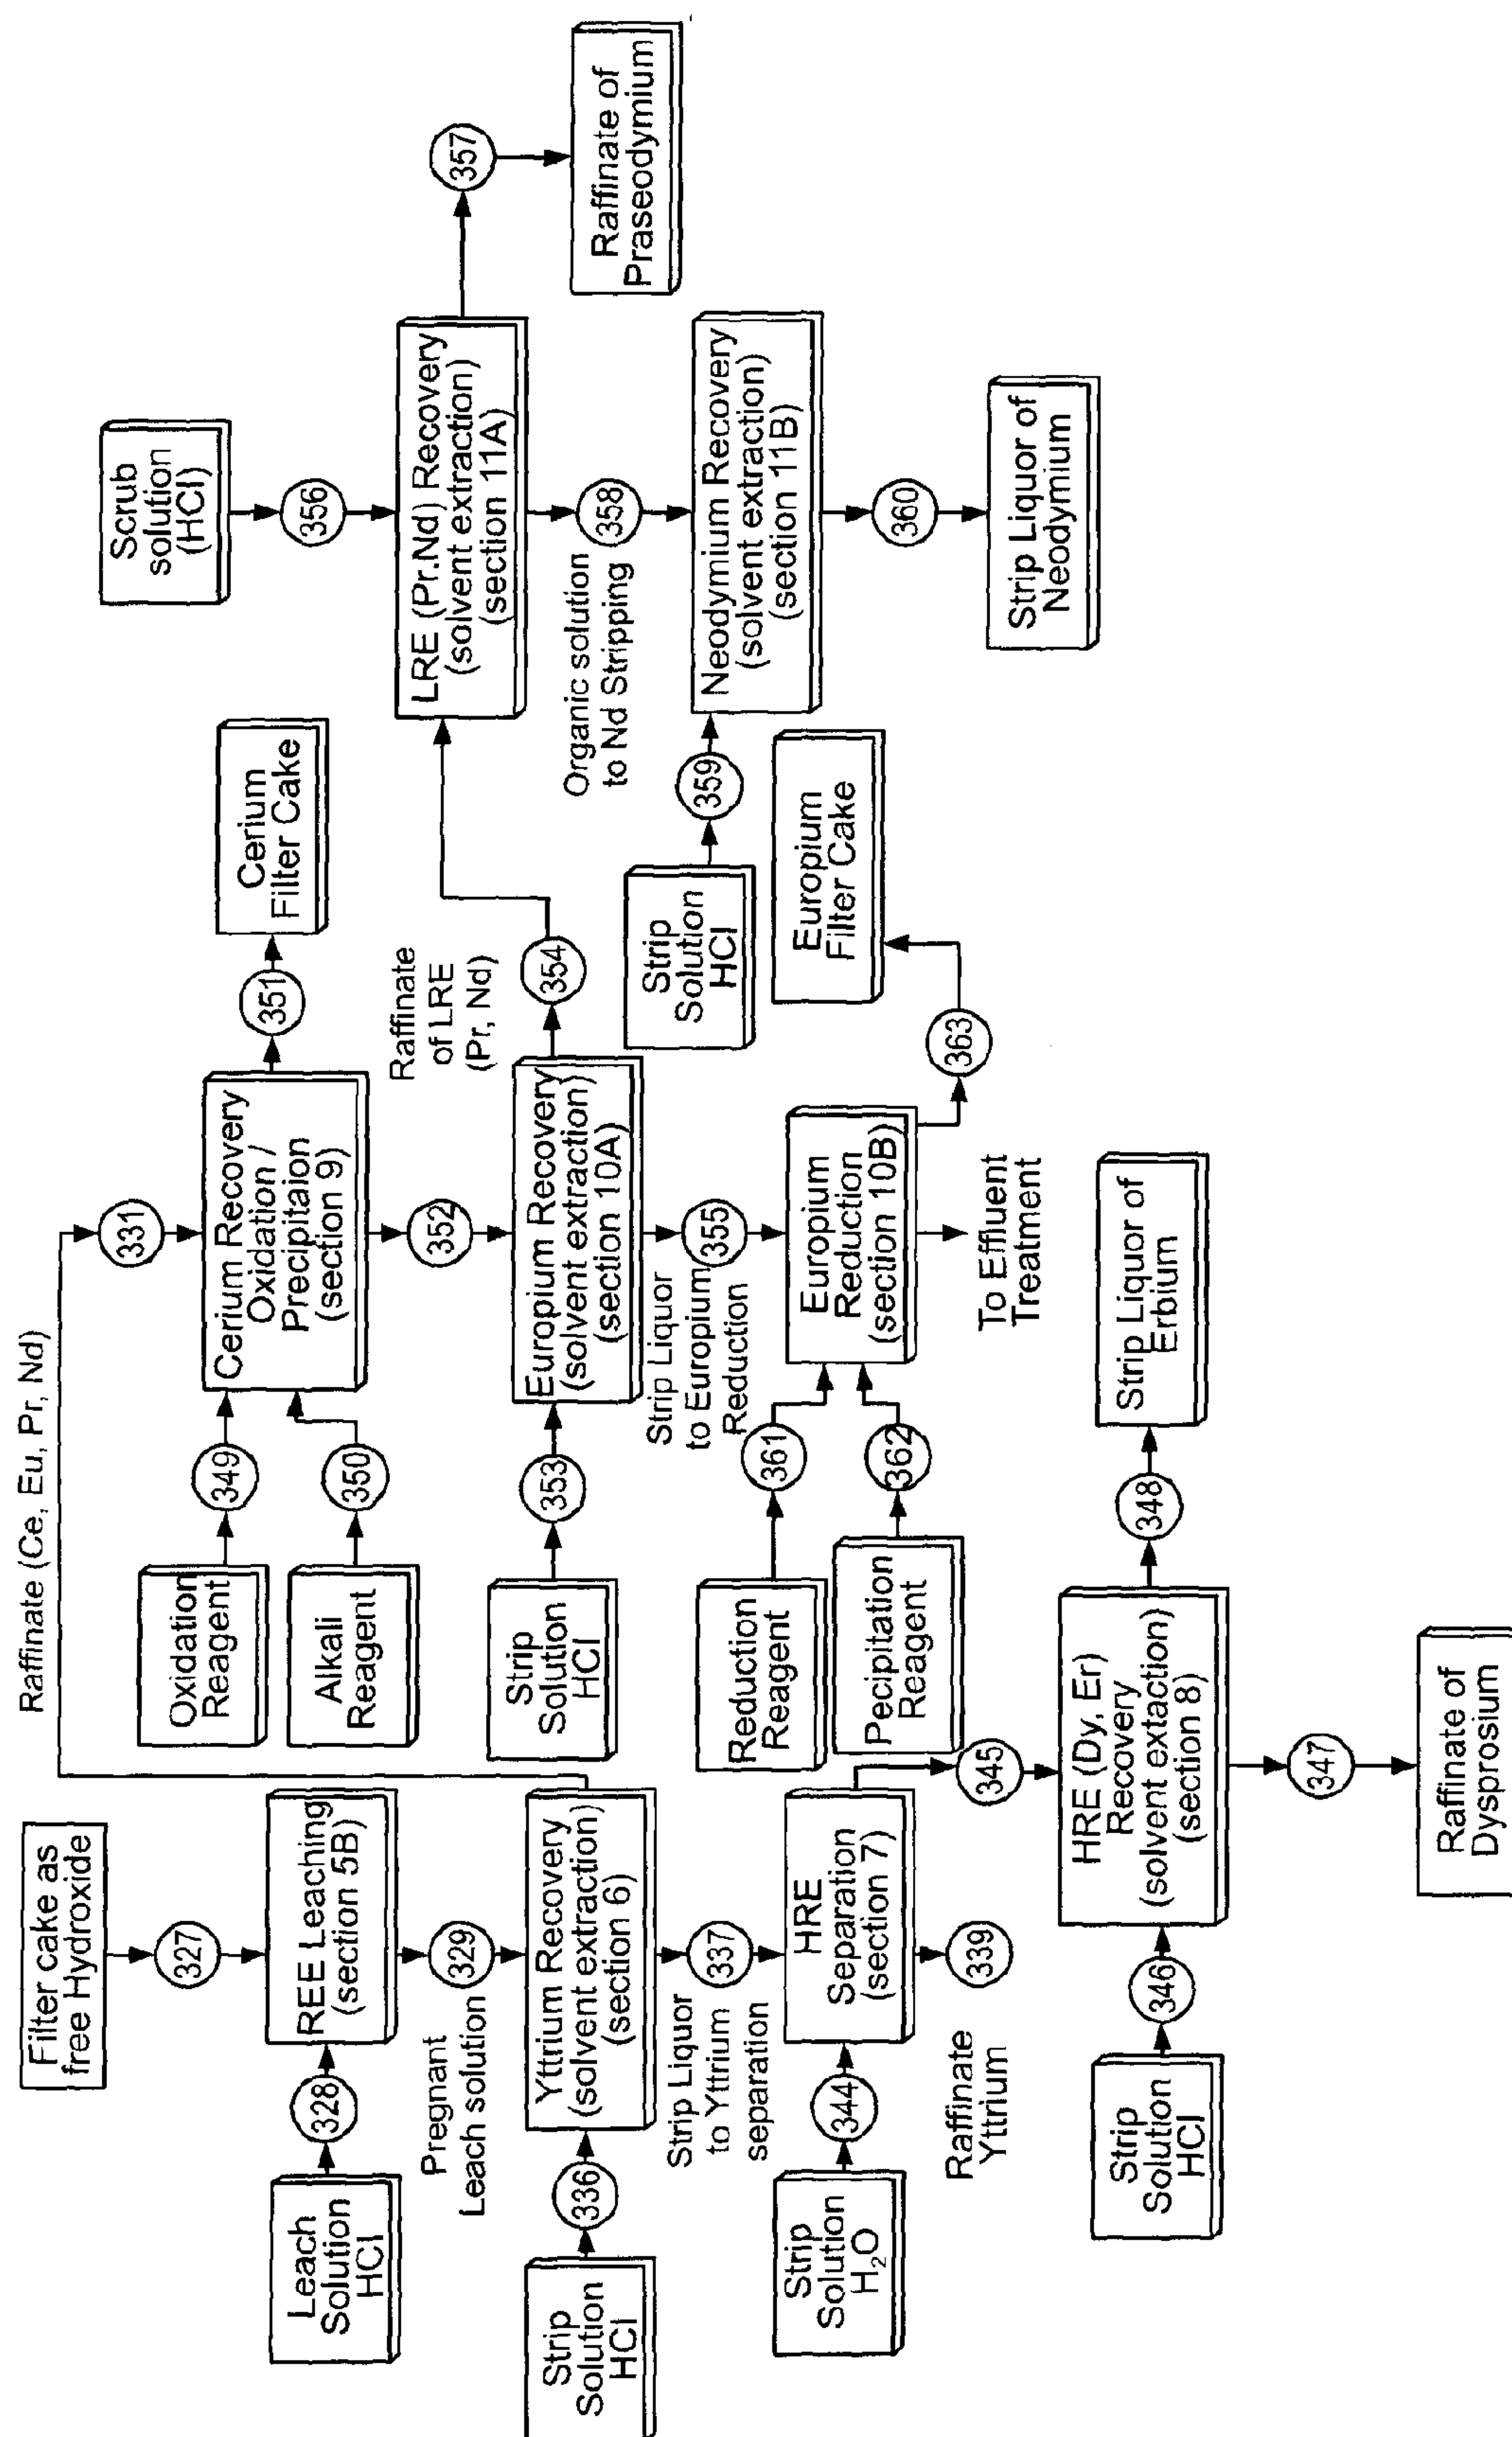 Filter cake as
free Hydroxide
327
Leach
Solution
HCl
328
REE Leaching
(section 5B)
329
Pregnant
Leach solution
Strip
Solution
HCl
336
Yttrium Recovery
(solvent extraction)
(section 6)
Raffinate (Ce, Eu, Pr, Nd)
337
Strip Liquor
to Yttrium
separation
Strip
Solution
H₂O
344
HRE
Separation
(section 7)
339
Raffinate
Yttrium
345
Strip
Solution
HCl
346
HRE (Dy, Er)
Recovery
(solvent extaction)
(section 8)
347
Raffinate of
Dysprosium
348
Strip Liquor of
Erbium
331
Oxidation
Reagent
349
Alkali
Reagent
350
Cerium Recovery
Oxidation /
Precipitaion
(section 9)
351
Cerium
Filter Cake
352
Strip
Solution
HCl
353
Europium Recovery
(solvent extraction)
(section 10A)
354
Raffinate
of LRE
(Pr, Nd)
355
Strip Liquor
to Europium
Reduction
Reduction
Reagent
361
Pecipitation
Reagent
362
Europium
Reduction
(section 10B)
To Effluent
Treatment
363
Europium
Filter Cake
Scrub
solution
(HCl)
356
LRE (Pr.Nd) Recovery
(solvent extraction)
(section 11A)
357
Raffinate of
Praseodymium
358
Organic solution
to Nd Stripping
Strip
Solution
HCl
359
Neodymium Recovery
(solvent extraction)
(section 11B)
360
Strip Liquor of
Neodymium